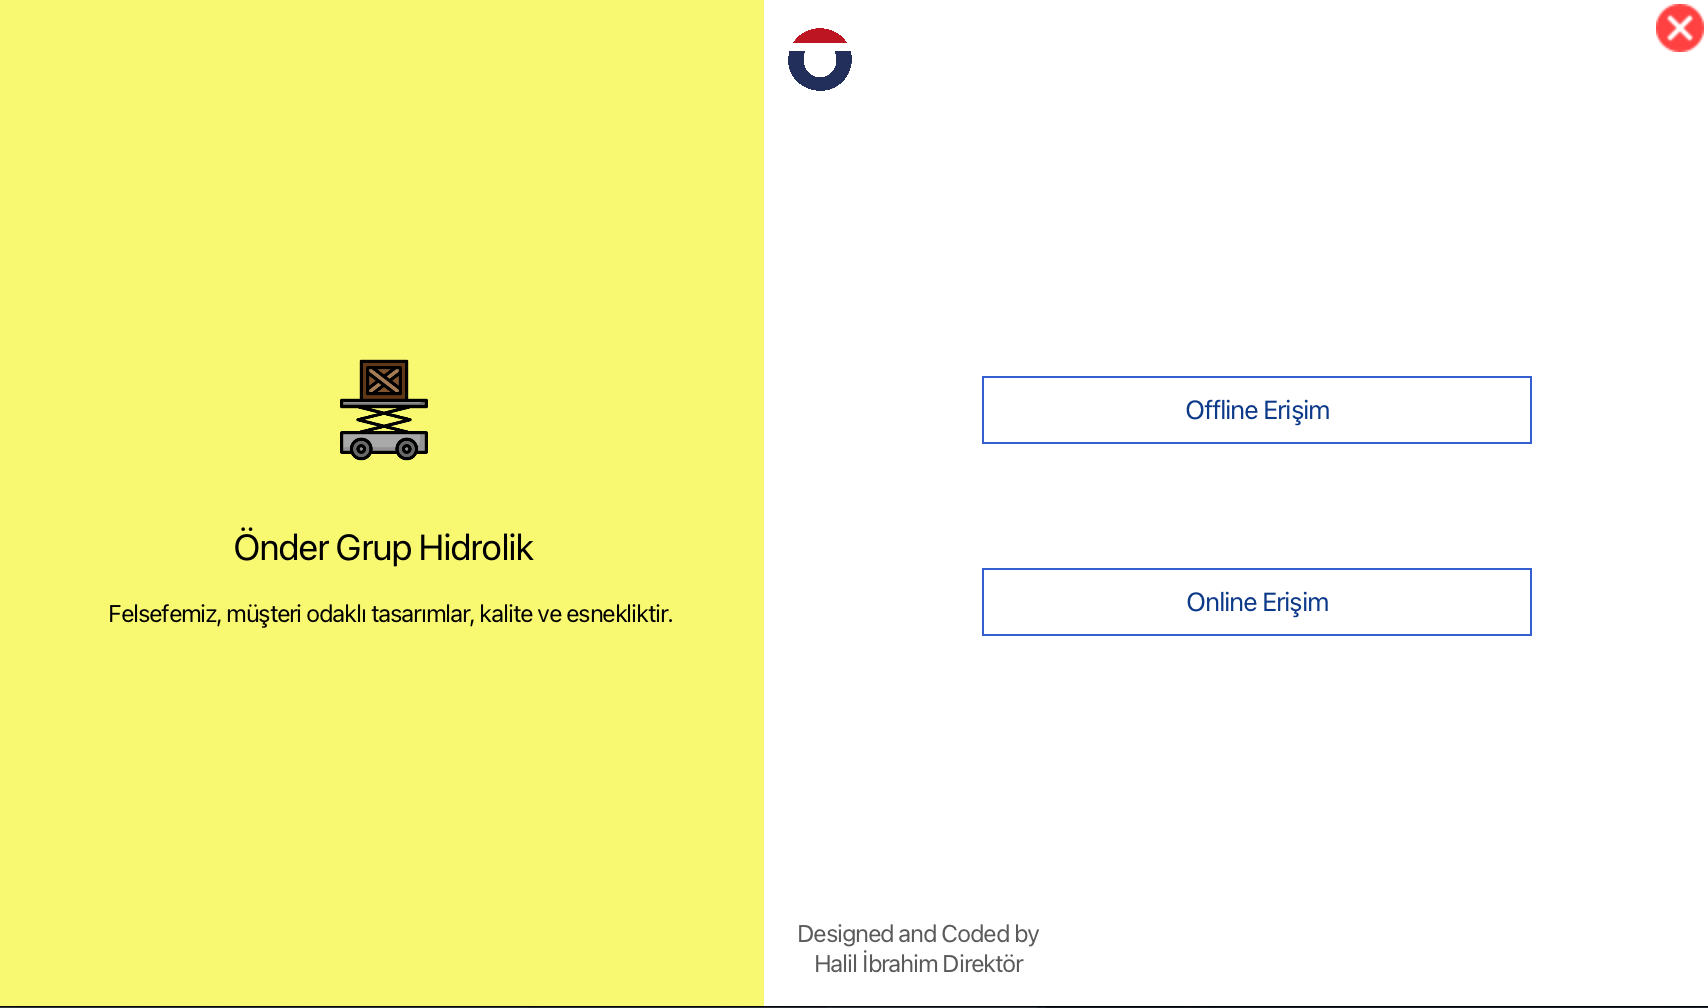 Önder Grup Hidrolik
Felsefemiz, müşteri odaklı tasarımlar, kalite ve esnekliktir.
Offline Erişim
Online Erişim
Designed and Coded by
Halil İbrahim Direktör